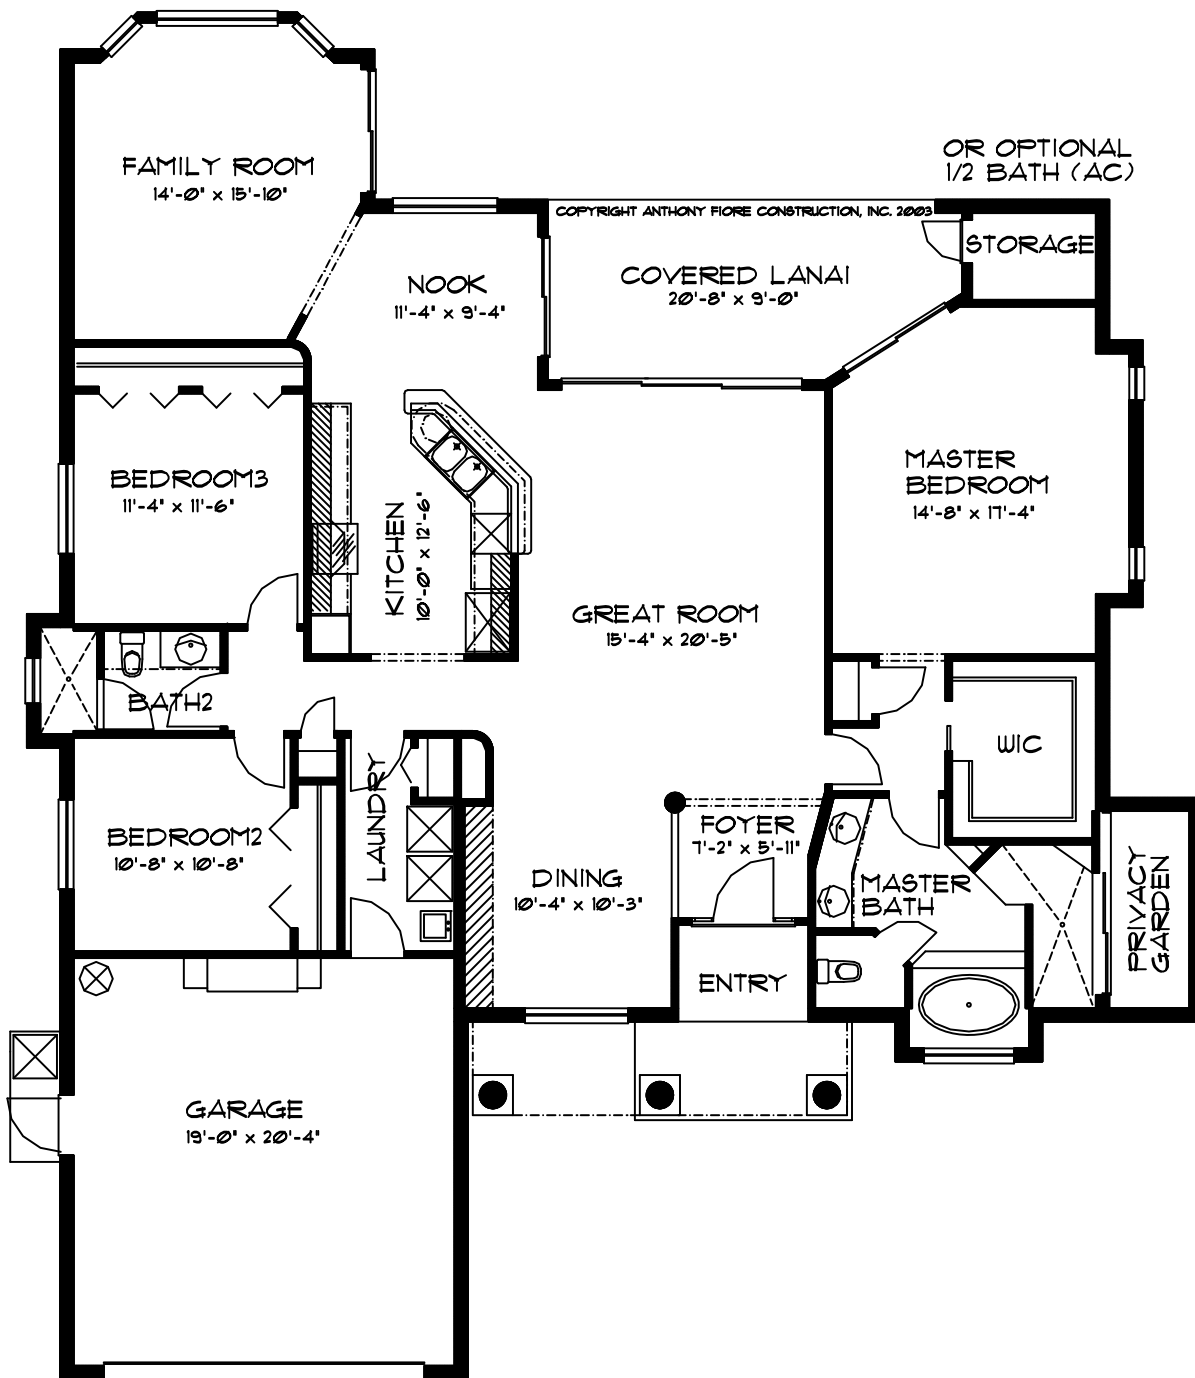 FAMILY ROOM
14'-0" x 15'-10"
OR OPTIONAL
1/2 BATH (AC)
COPYRIGHT ANTHONY FIORE CONSTRUCTION, INC. 2003
STORAGE
NOOK
11'-4" x 9'-4"
COVERED LANAI
20'-8" x 9'-0"
BEDROOM3
11'-4" x 11'-6"
KITCHEN
10'-0" x 12'-6"
MASTER
BEDROOM
14'-8" x 17'-4"
GREAT ROOM
15'-4" x 20'-5"
BATH2
WIC
LAUNDRY
BEDROOM2
10'-8" x 10'-8"
FOYER
7'-2" x 5'-11"
DINING
10'-4" x 10'-3"
MASTER
BATH
PRIVACY
GARDEN
ENTRY
GARAGE
19'-0" x 20'-4"